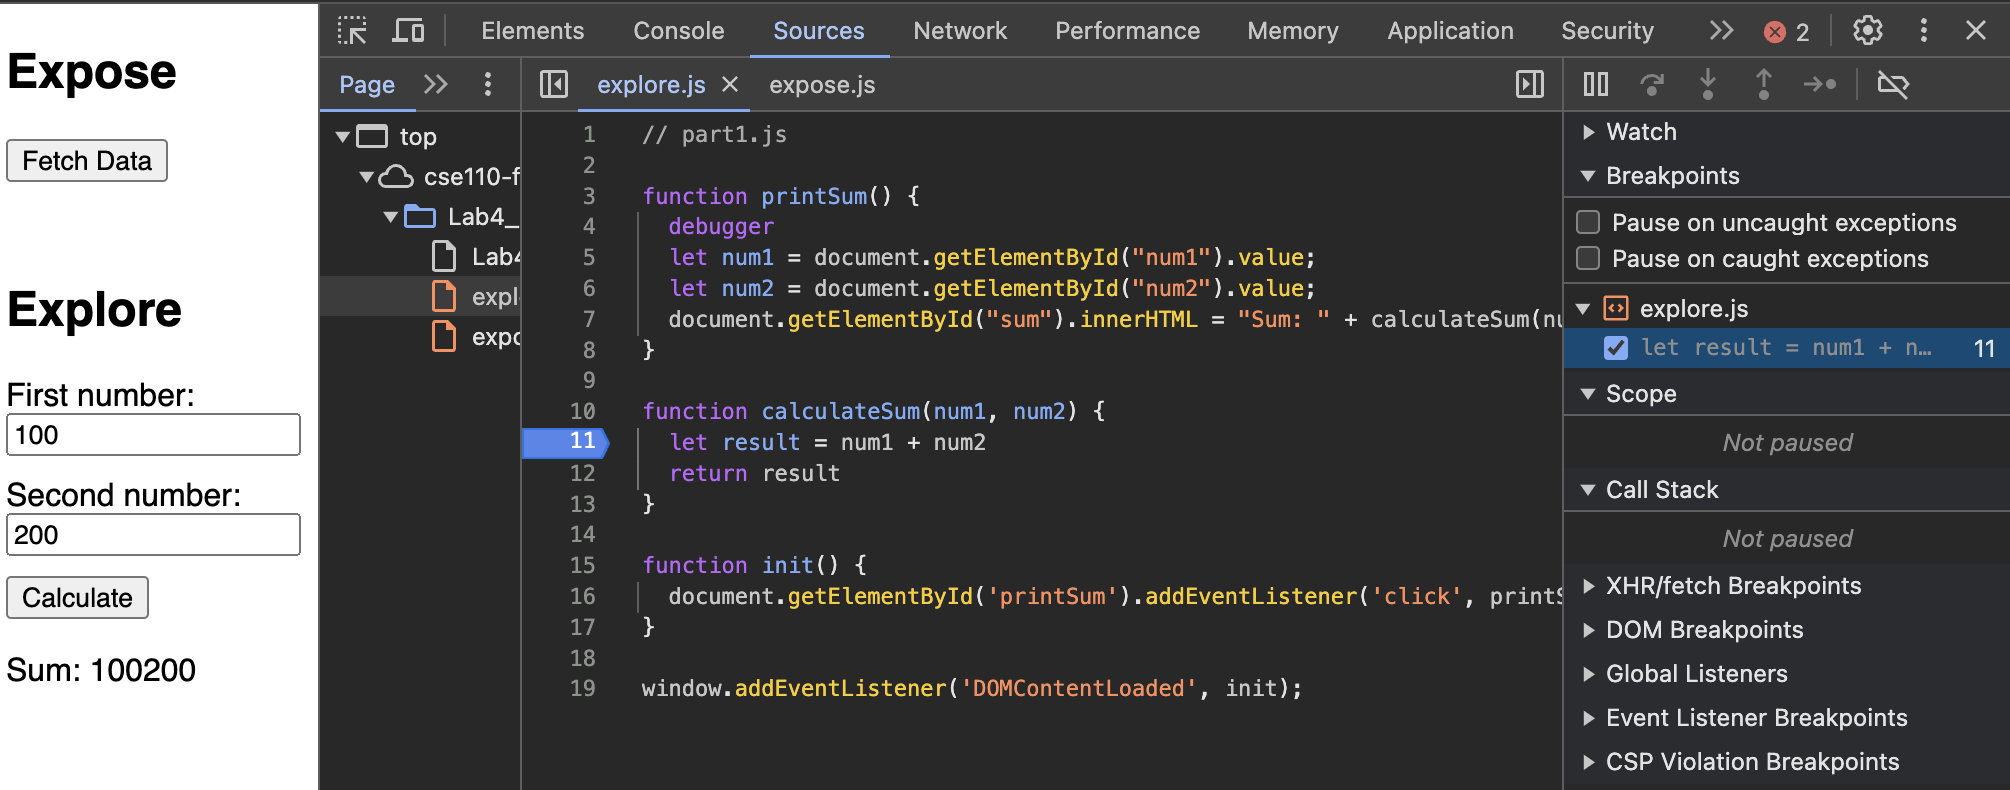 Expose
Fetch Data
Explore
First number:
100
Second number:
200
Calculate
Sum: 100200
Elements Console Sources Network Performance Memory Application Security 2
Page
explore.js expose.js
top
cse110-f
Lab4_
Lab4
expl
expo
1 // part1.js
2
3 function printSum() {
4 debugger
5 let num1 = document.getElementById("num1").value;
6 let num2 = document.getElementById("num2").value;
7 document.getElementById("sum").innerHTML = "Sum: " + calculateSum(nu
8 }
9
10 function calculateSum(num1, num2) {
11 let result = num1 + num2
12 return result
13 }
14
15 function init() {
16 document.getElementById('printSum').addEventListener('click', printS
17 }
18
19 window.addEventListener('DOMContentLoaded', init);
Watch
Breakpoints
Pause on uncaught exceptions
Pause on caught exceptions
explore.js
let result = num1 + n… 11
Scope
Not paused
Call Stack
Not paused
XHR/fetch Breakpoints
DOM Breakpoints
Global Listeners
Event Listener Breakpoints
CSP Violation Breakpoints